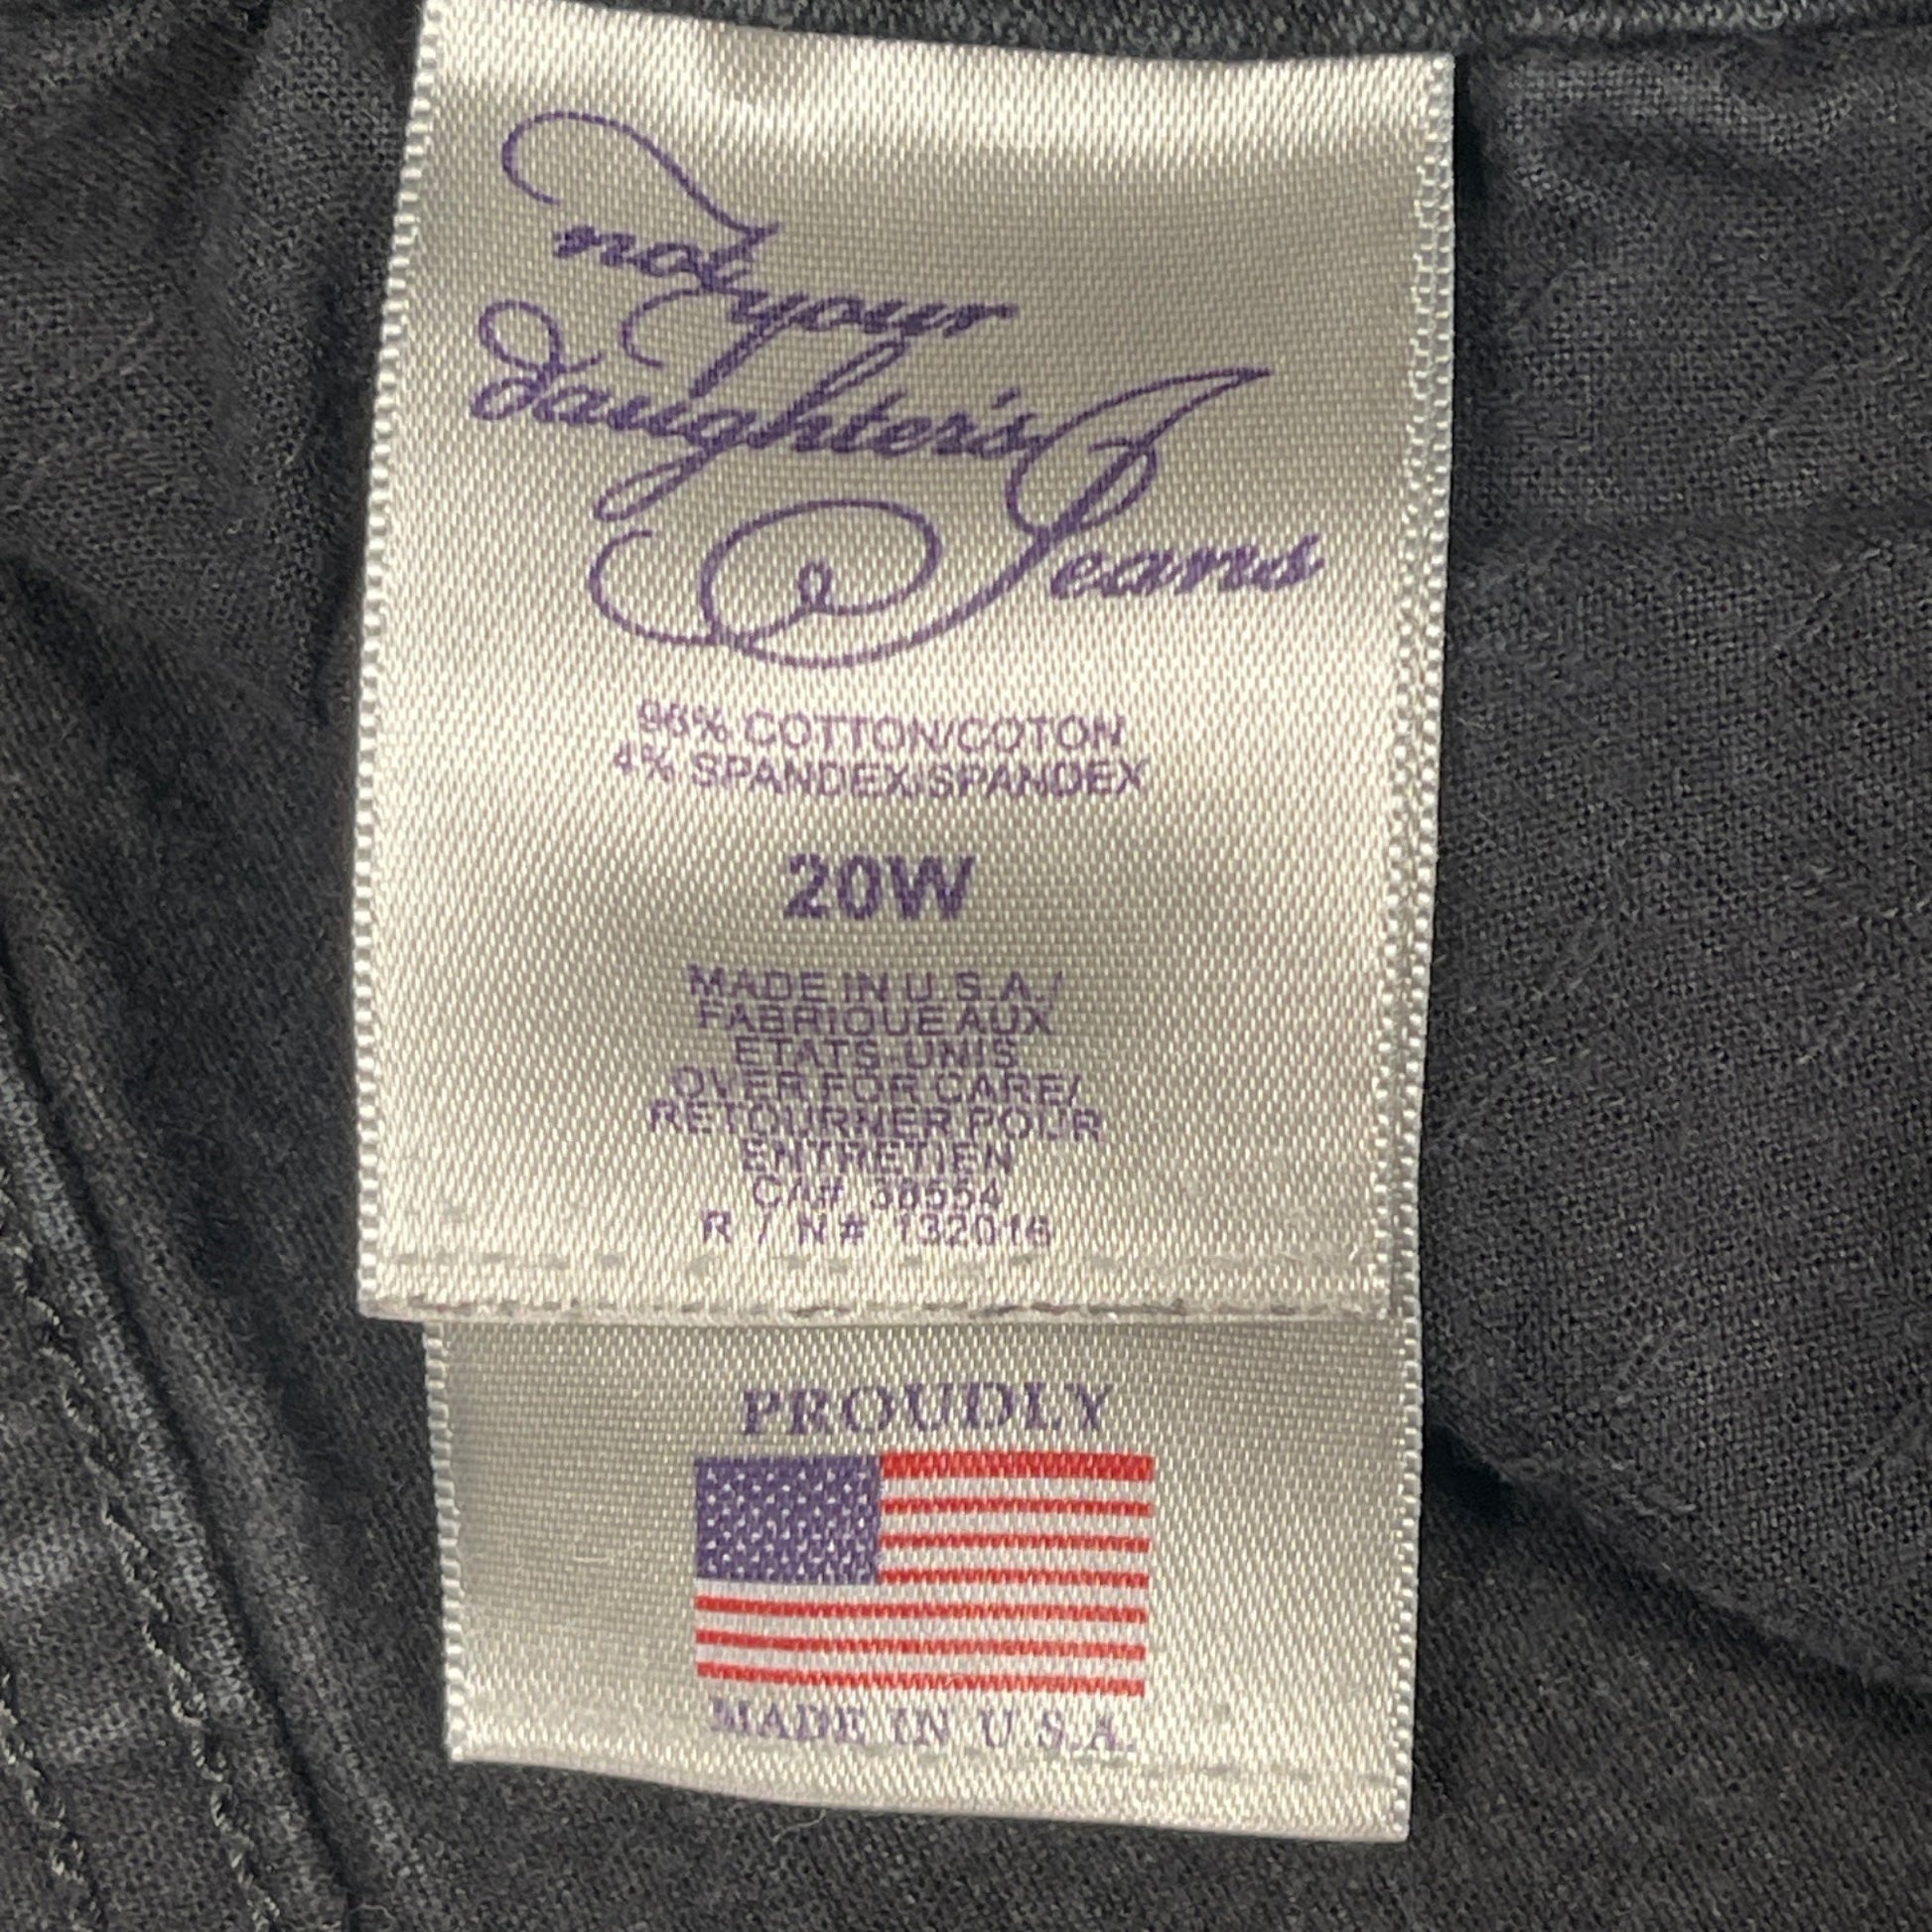 not your
daughter's Jeans
96% COTTON/COTON
4% SPANDEX/SPANDEX
20W
MADE IN U.S.A./
FABRIQUE AUX
ETATS-UNIS
OVER FOR CARE/
RETOURNER POUR
ENTRETIEN
CA# 38554
R / N # 132016
PROUDLY
MADE IN U.S.A.